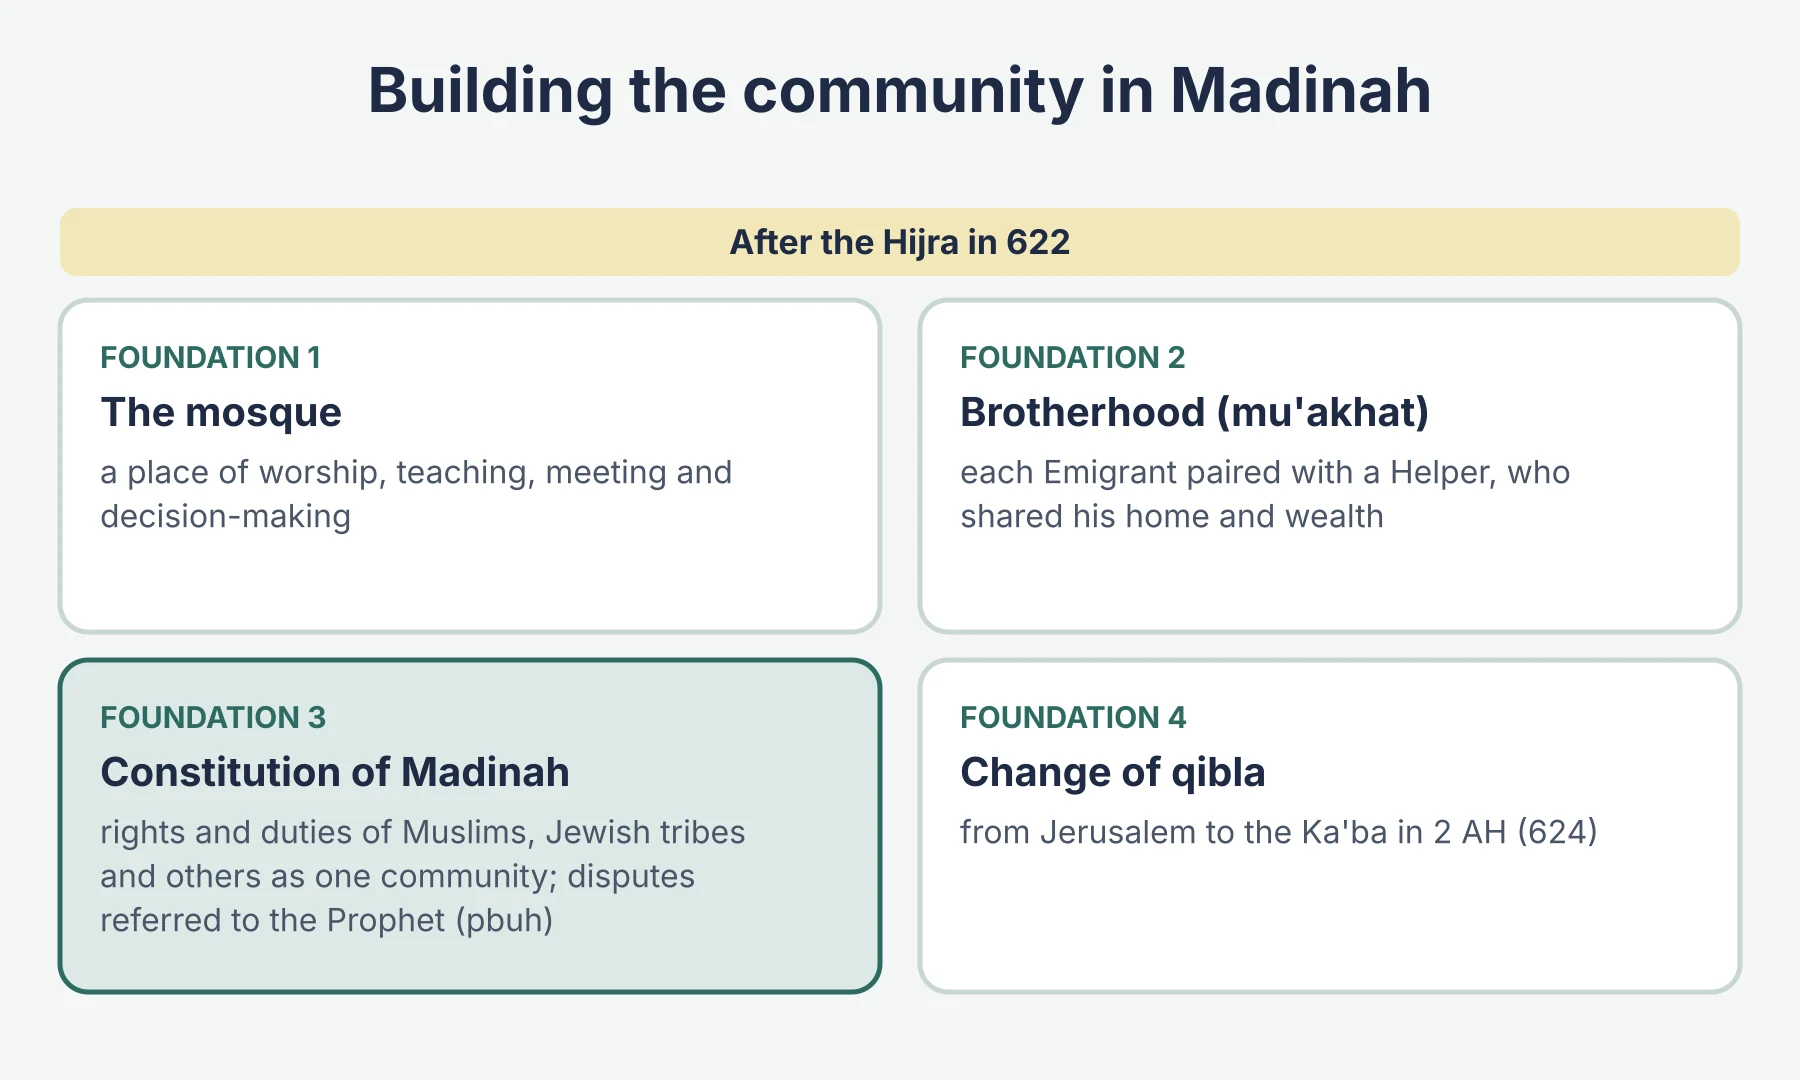 Building the community in Madinah
After the Hijra in 622
FOUNDATION 1
The mosque
a place of worship, teaching, meeting and
decision-making
FOUNDATION 2
Brotherhood (mu'akhat)
each Emigrant paired with a Helper, who
shared his home and wealth
FOUNDATION 3
Constitution of Madinah
rights and duties of Muslims, Jewish tribes
and others as one community; disputes
referred to the Prophet (pbuh)
FOUNDATION 4
Change of qibla
from Jerusalem to the Ka'ba in 2 AH (624)